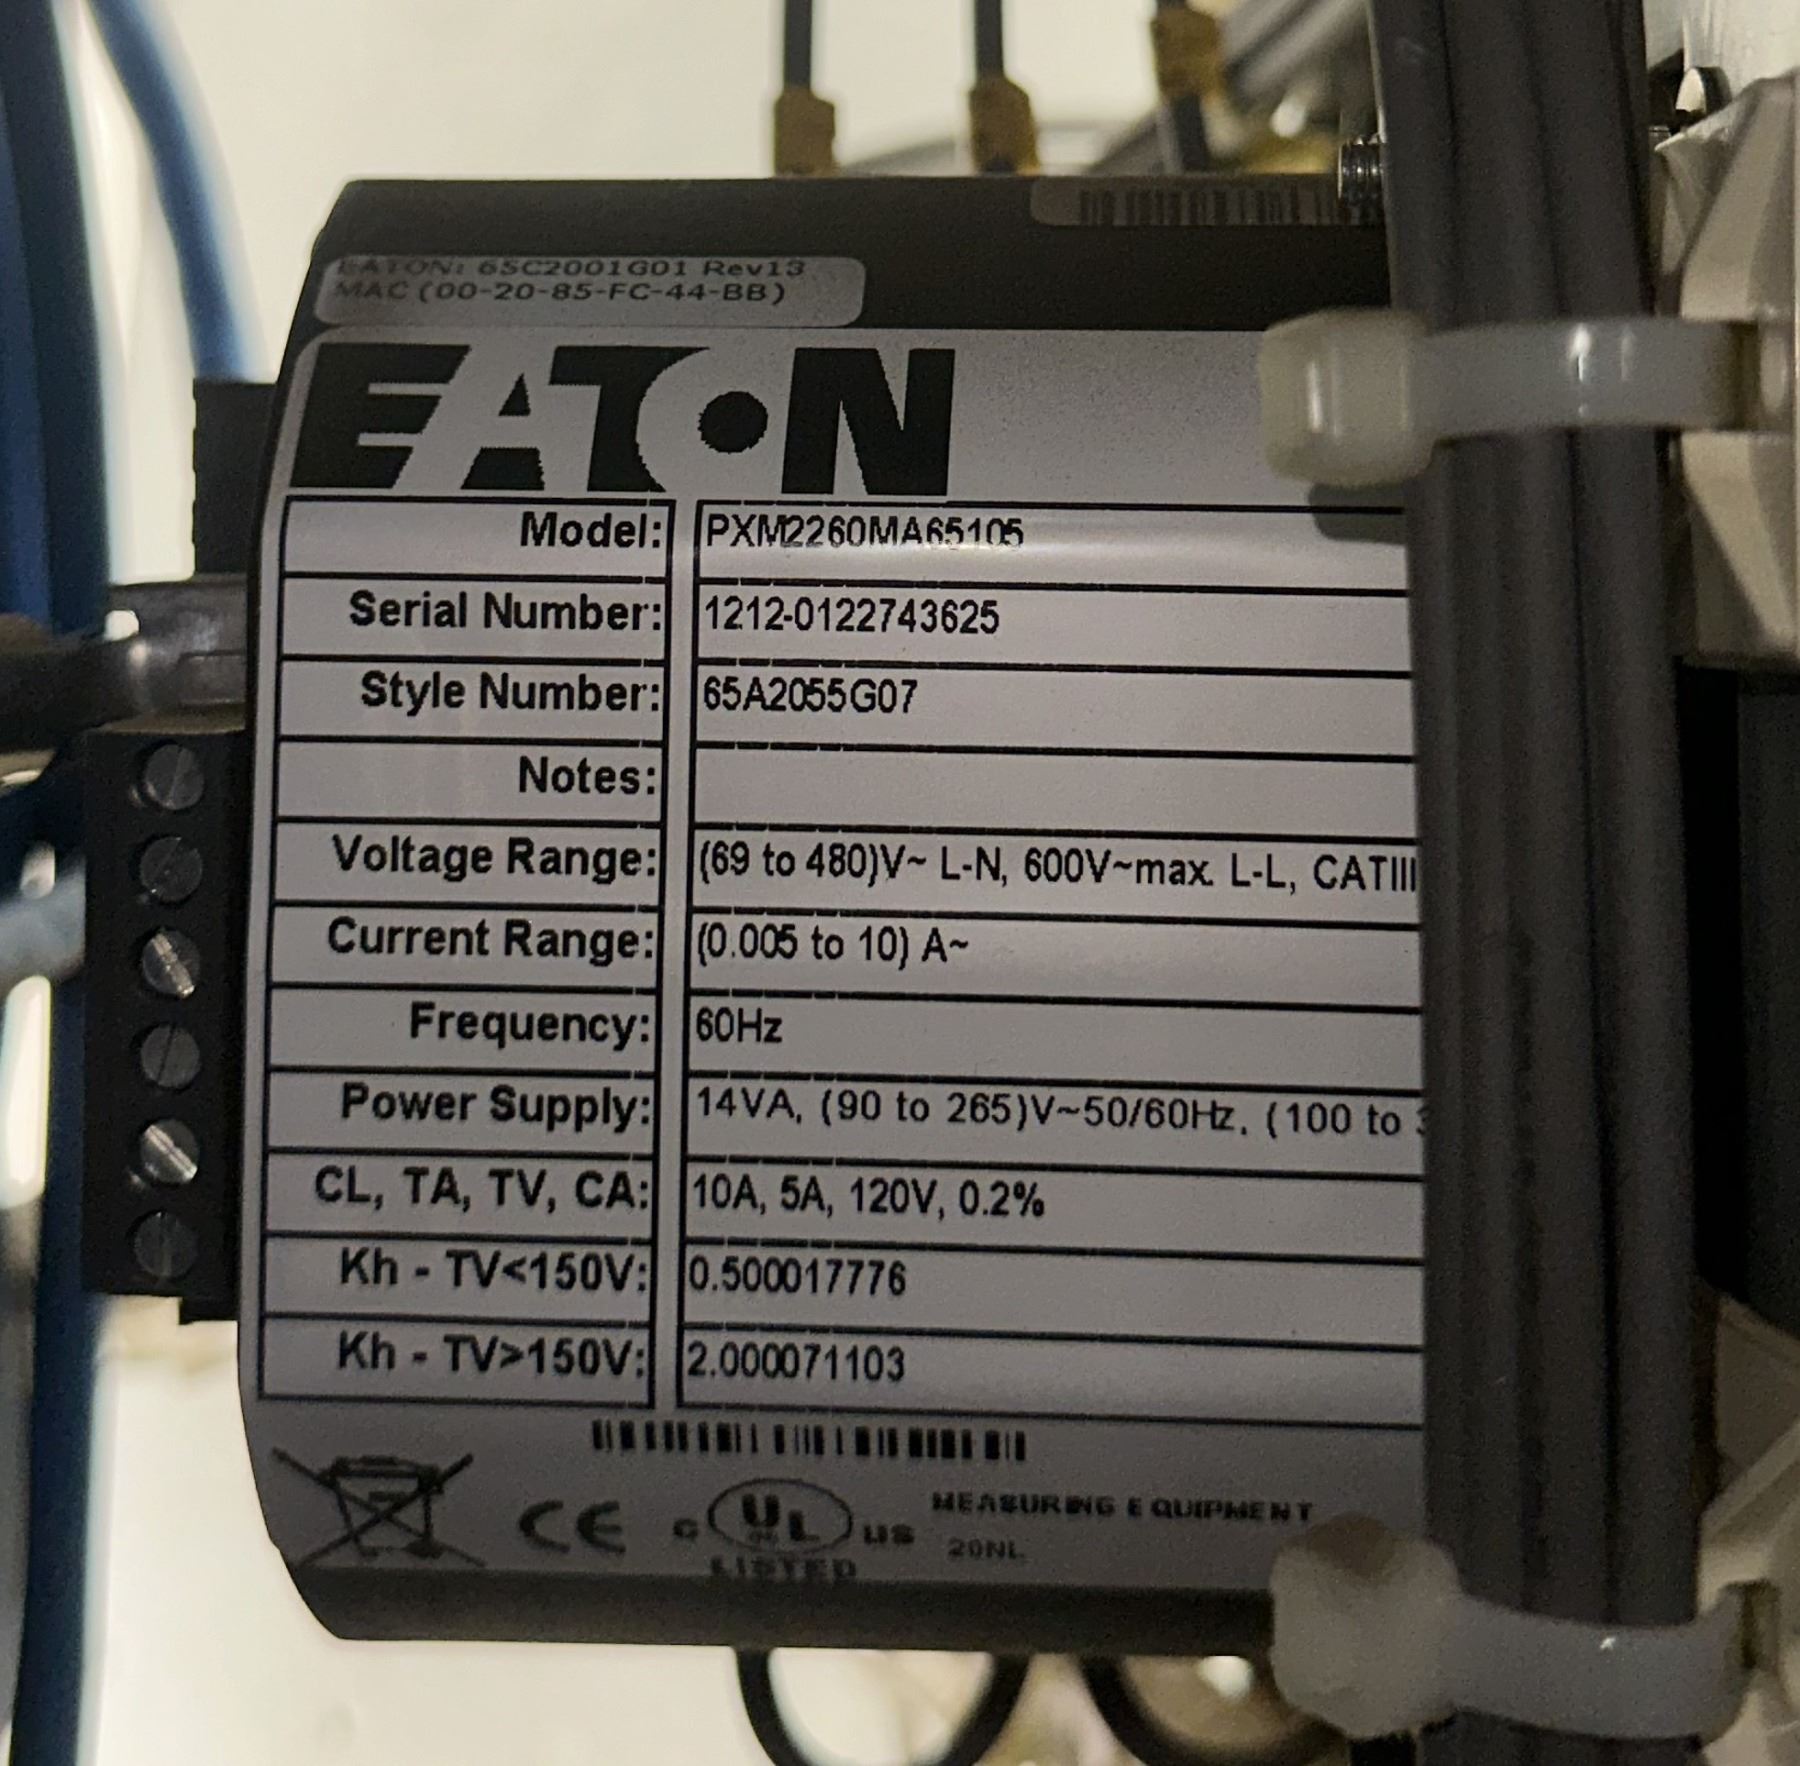 EATON: 65C2001G01 Rev13
MAC (00-20-85-FC-44-BB)
EATON
Model: PXM2260MA65105
Serial Number: 1212-0122743625
Style Number: 65A2055G07
Notes:
Voltage Range: (69 to 480)V~ L-N, 600V~max. L-L, CATIII
Current Range: (0.005 to 10) A~
Frequency: 60Hz
Power Supply: 14VA, (90 to 265)V~50/60Hz, (100 to
CL, TA, TV, CA: 10A, 5A, 120V, 0.2%
Kh - TV<150V: 0.500017776
Kh - TV>150V: 2.000071103
CE C UL US MEASURING EQUIPMENT
LISTED 20NL